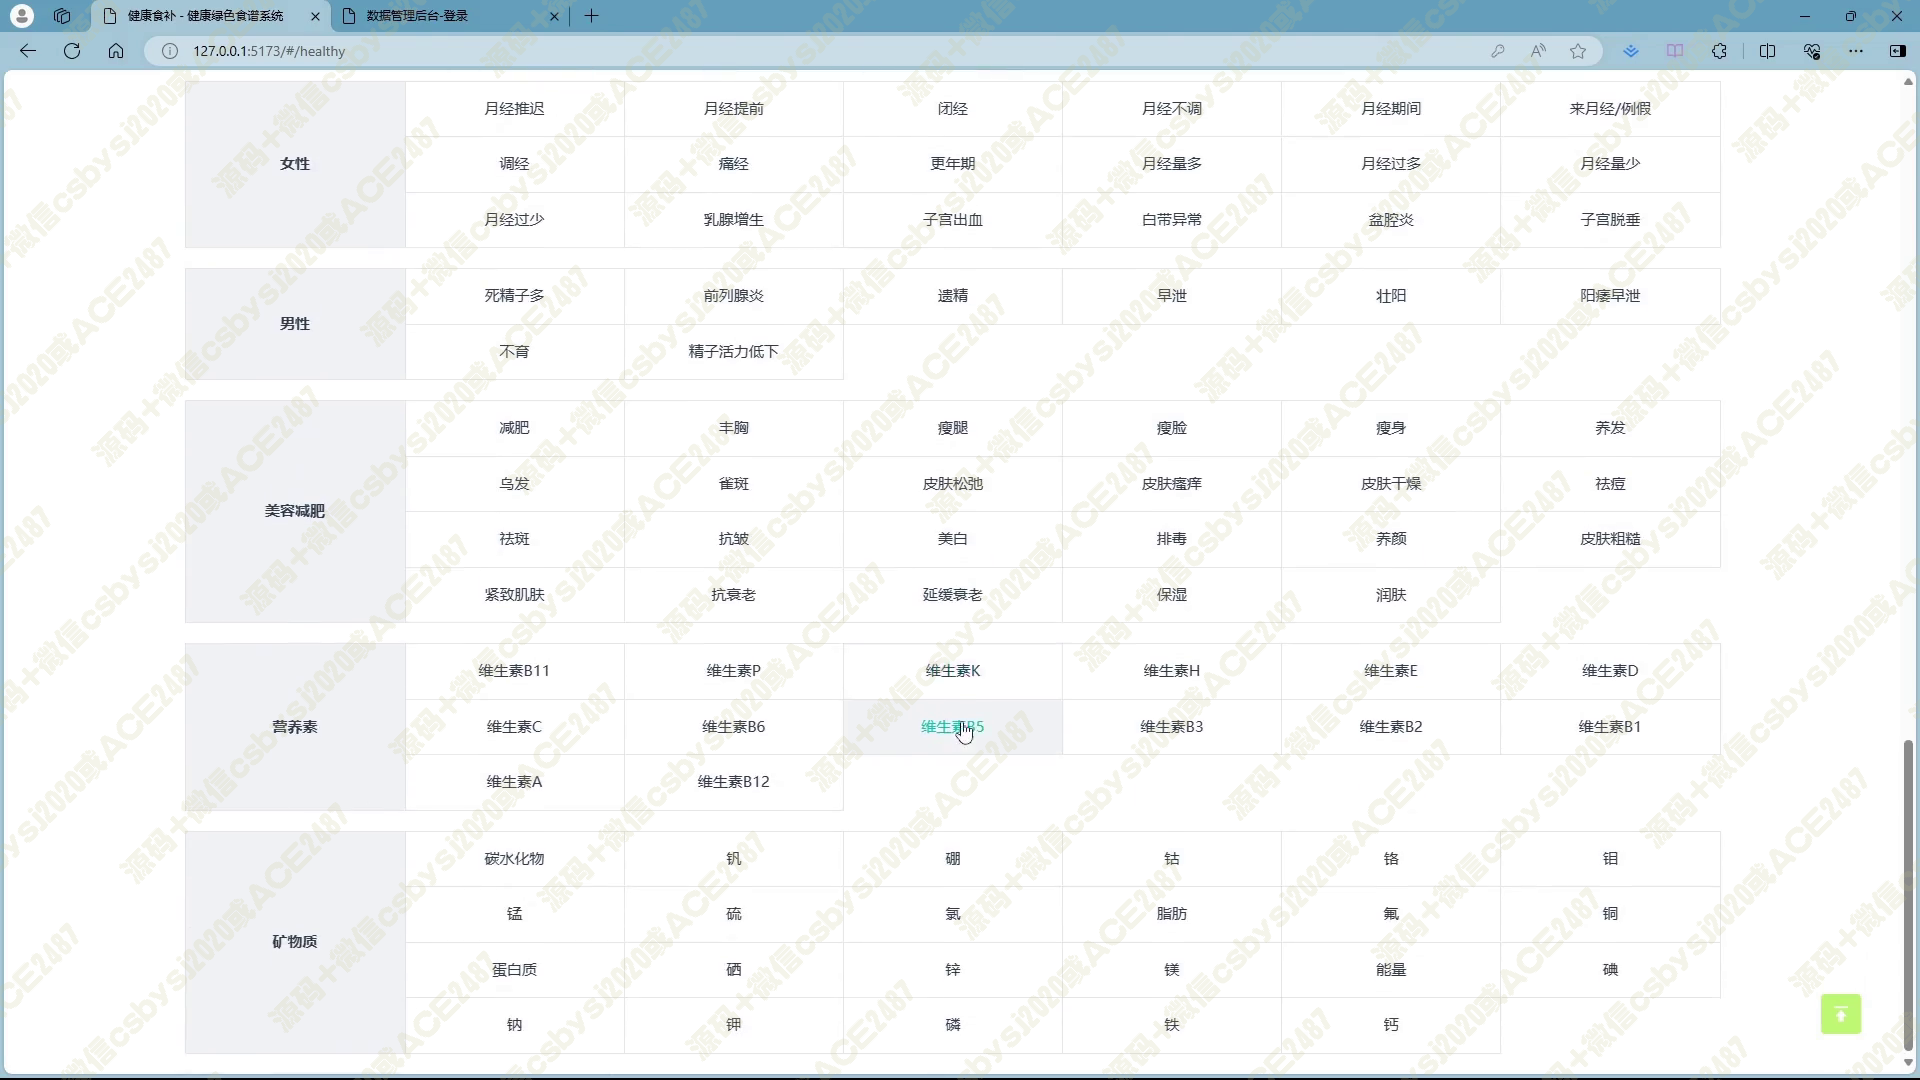 健康食补 - 健康绿色食谱系统
数据管理后台-登录
127.0.0.1:5173/#/healthy
女性
月经推迟 月经提前 闭经 月经不调 月经期间 来月经/例假
调经 痛经 更年期 月经量多 月经过多 月经量少
月经过少 乳腺增生 子宫出血 白带异常 盆腔炎 子宫脱垂
男性
死精子多 前列腺炎 遗精 早泄 壮阳 阳痿早泄
不育 精子活力低下
美容减肥
减肥 丰胸 瘦腿 瘦脸 瘦身 养发
乌发 雀斑 皮肤松弛 皮肤瘙痒 皮肤干燥 祛痘
祛斑 抗皱 美白 排毒 养颜 皮肤粗糙
紧致肌肤 抗衰老 延缓衰老 保湿 润肤
营养素
维生素B11 维生素P 维生素K 维生素H 维生素E 维生素D
维生素C 维生素B6 维生素B5 维生素B3 维生素B2 维生素B1
维生素A 维生素B12
矿物质
碳水化物 钒 硼 钴 铬 钼
锰 硫 氯 脂肪 氟 铜
蛋白质 硒 锌 镁 能量 碘
钠 钾 磷 铁 钙
源码+微信csbysj2020或ACE2487